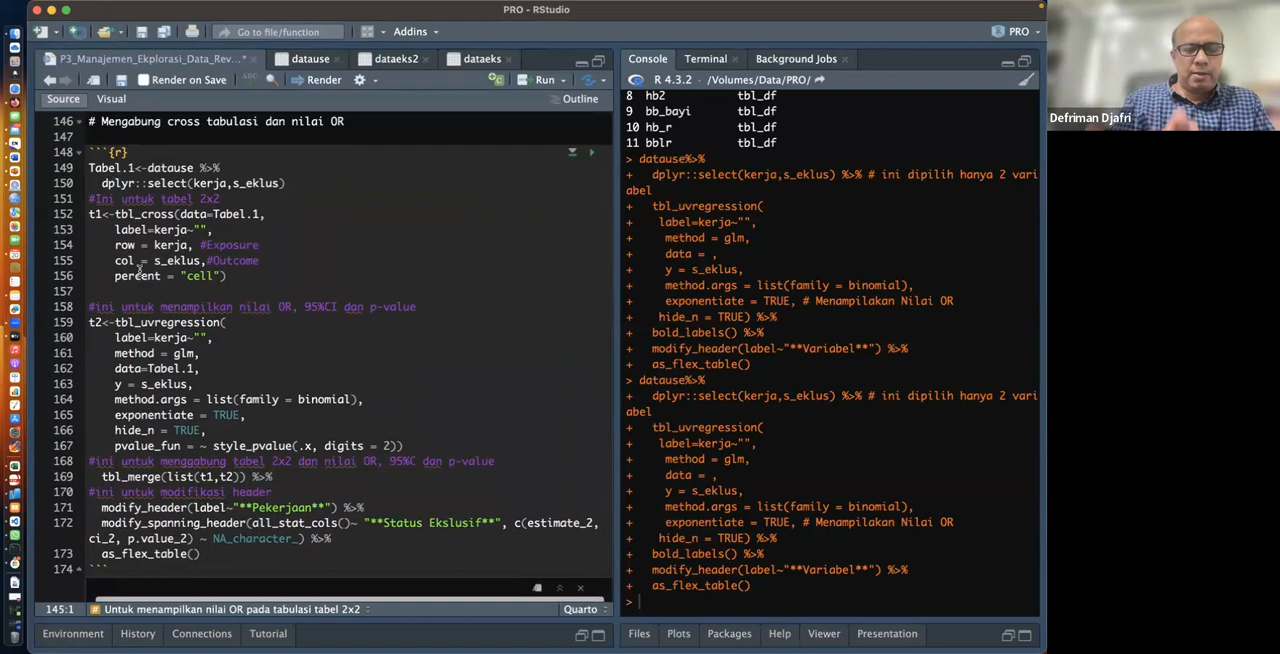 PRO - RStudio
Go to file/function
Addins
PRO
P3_Manajemen_Ekplorasi_Data_Rev...*
datause
dataeks2
dataeks
Render on Save
ABC
Render
Run
Source
Visual
Outline
146 # Mengabung cross tabulasi dan nilai OR
147
148 ```{r}
149 Tabel.1<-datause %>%
150 dplyr::select(kerja,s_eklus)
151 #Ini untuk tabel 2x2
152 t1<-tbl_cross(data=Tabel.1,
153 label=kerja~"",
154 row = kerja, #Exposure
155 col = s_eklus,#Outcome
156 percent = "cell")
157
158 #ini untuk menampilkan nilai OR, 95%CI dan p-value
159 t2<-tbl_uvregression(
160 label=kerja~"",
161 method = glm,
162 data=Tabel.1,
163 y = s_eklus,
164 method.args = list(family = binomial),
165 exponentiate = TRUE,
166 hide_n = TRUE,
167 pvalue_fun = ~ style_pvalue(.x, digits = 2))
168 #ini untuk menggabung tabel 2x2 dan nilai OR, 95%C dan p-value
169 tbl_merge(list(t1,t2)) %>%
170 #ini untuk modifikasi header
171 modify_header(label~"**Pekerjaan**") %>%
172 modify_spanning_header(all_stat_cols()~ "**Status Ekslusif**", c(estimate_2,
ci_2, p.value_2) ~ NA_character_) %>%
173 as_flex_table()
174 ```
145:1
# Untuk menampilkan nilai OR pada tabulasi tabel 2x2
Quarto
Environment
History
Connections
Tutorial
Console
Terminal
Background Jobs
R 4.3.2 · /Volumes/Data/PRO/
8 hb2 tbl_df
9 bb_bayi tbl_df
10 hb_r tbl_df
11 bblr tbl_df
> datause%>%
+ dplyr::select(kerja,s_eklus) %>% # ini dipilih hanya 2 vari
abel
+ tbl_uvregression(
+ label=kerja~"",
+ method = glm,
+ data = .,
+ y = s_eklus,
+ method.args = list(family = binomial),
+ exponentiate = TRUE, # Menampilakan Nilai OR
+ hide_n = TRUE) %>%
+ bold_labels() %>%
+ modify_header(label~"**Variabel**") %>%
+ as_flex_table()
> datause%>%
+ dplyr::select(kerja,s_eklus) %>% # ini dipilih hanya 2 vari
abel
+ tbl_uvregression(
+ label=kerja~"",
+ method = glm,
+ data = .,
+ y = s_eklus,
+ method.args = list(family = binomial),
+ exponentiate = TRUE, # Menampilakan Nilai OR
+ hide_n = TRUE) %>%
+ bold_labels() %>%
+ modify_header(label~"**Variabel**") %>%
+ as_flex_table()
>
Files
Plots
Packages
Help
Viewer
Presentation
Defriman Djafri